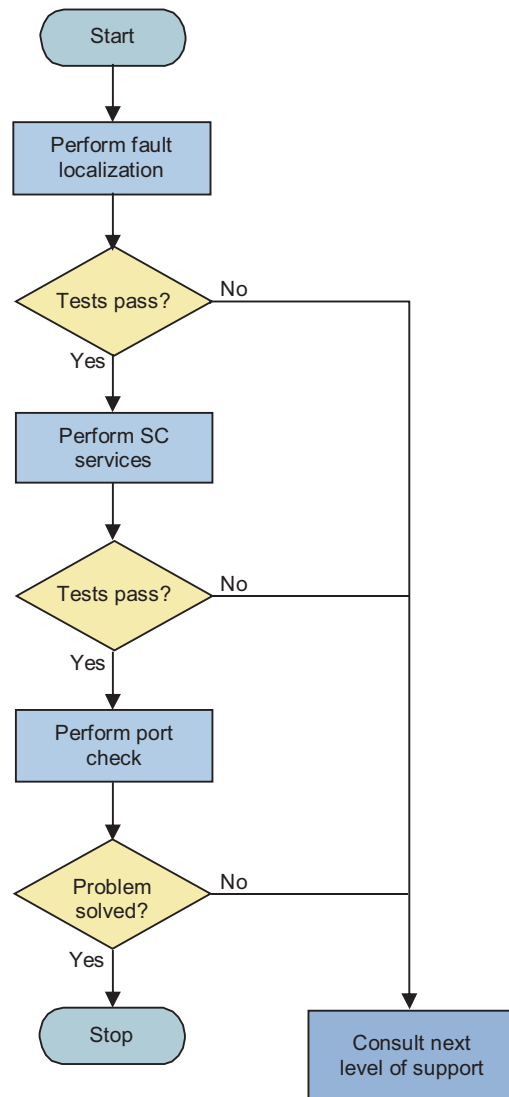 Start
Perform fault
localization
Tests pass?
No
Yes
Perform SC
services
Tests pass?
No
Yes
Perform port
check
Problem
solved?
No
Yes
Stop
Consult next
level of support